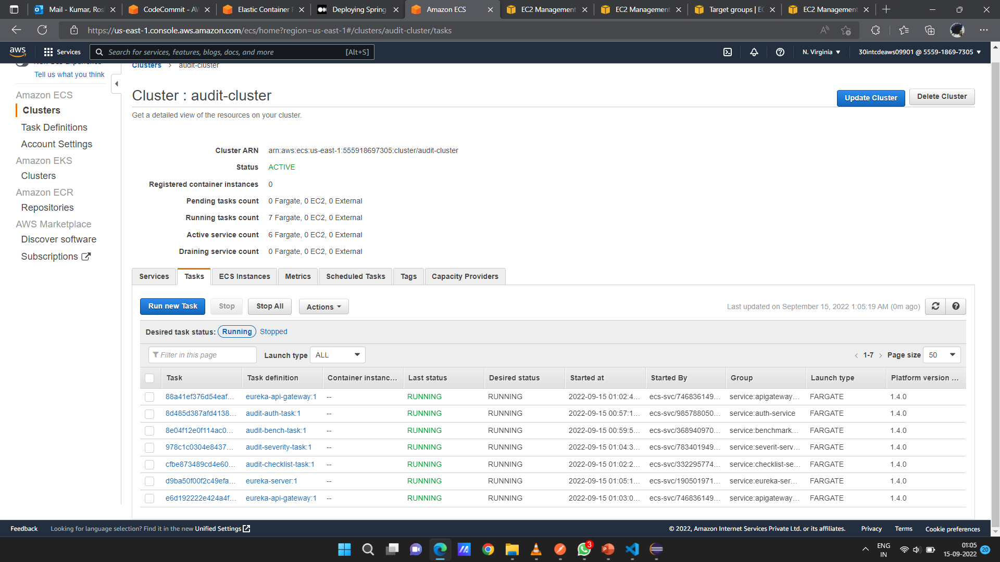 Mail - Kumar, Ros
CodeCommit - AW
Elastic Container R
Deploying Spring
Amazon ECS
EC2 Management
EC2 Management
Target groups | EC
EC2 Management
https://us-east-1.console.aws.amazon.com/ecs/home?region=us-east-1#/clusters/audit-cluster/tasks
aws
Services
Search for services, features, blogs, docs, and more
[Alt+S]
N. Virginia
30intcdeaws09901 @ 5559-1869-7305
New ECS Experience
Tell us what you think
Amazon ECS
Clusters
Task Definitions
Account Settings
Amazon EKS
Clusters
Amazon ECR
Repositories
AWS Marketplace
Discover software
Subscriptions
Clusters > audit-cluster
Cluster : audit-cluster
Update Cluster
Delete Cluster
Get a detailed view of the resources on your cluster.
Cluster ARN arn:aws:ecs:us-east-1:555918697305:cluster/audit-cluster
Status ACTIVE
Registered container instances 0
Pending tasks count 0 Fargate, 0 EC2, 0 External
Running tasks count 7 Fargate, 0 EC2, 0 External
Active service count 6 Fargate, 0 EC2, 0 External
Draining service count 0 Fargate, 0 EC2, 0 External
Services Tasks ECS Instances Metrics Scheduled Tasks Tags Capacity Providers
Run new Task Stop Stop All Actions
Last updated on September 15, 2022 1:05:19 AM (0m ago)
Desired task status: Running Stopped
Filter in this page Launch type ALL
< 1-7 > Page size 50
Task Task definition Container instanc... Last status Desired status Started at Started By Group Launch type Platform version ...
88a41ef376d54eaf... eureka-api-gateway:1 -- RUNNING RUNNING 2022-09-15 01:02:4... ecs-svc/746836149... service:apigateway... FARGATE 1.4.0
8d485d387afd4138... audit-auth-task:1 -- RUNNING RUNNING 2022-09-15 00:57:1... ecs-svc/985788050... service:auth-service FARGATE 1.4.0
8e04f12e0f114ac0... audit-bench-task:1 -- RUNNING RUNNING 2022-09-15 00:59:5... ecs-svc/368940970... service:benchmark... FARGATE 1.4.0
978c1c0304e8437... audit-severity-task:1 -- RUNNING RUNNING 2022-09-15 01:04:3... ecs-svc/783401949... service:severit-serv... FARGATE 1.4.0
cfbe873489cd4e60... audit-checklist-task:1 -- RUNNING RUNNING 2022-09-15 01:02:2... ecs-svc/332295774... service:checklist-se... FARGATE 1.4.0
d9ba50f00f2c49efa... eureka-server:1 -- RUNNING RUNNING 2022-09-15 01:05:1... ecs-svc/190501971... service:eureka-ser... FARGATE 1.4.0
e6d192222e424a4f... eureka-api-gateway:1 -- RUNNING RUNNING 2022-09-15 01:03:0... ecs-svc/746836149... service:apigateway... FARGATE 1.4.0
Feedback Looking for language selection? Find it in the new Unified Settings
© 2022, Amazon Internet Services Private Ltd. or its affiliates. Privacy Terms Cookie preferences
3
ENG
IN
01:05
15-09-2022
20